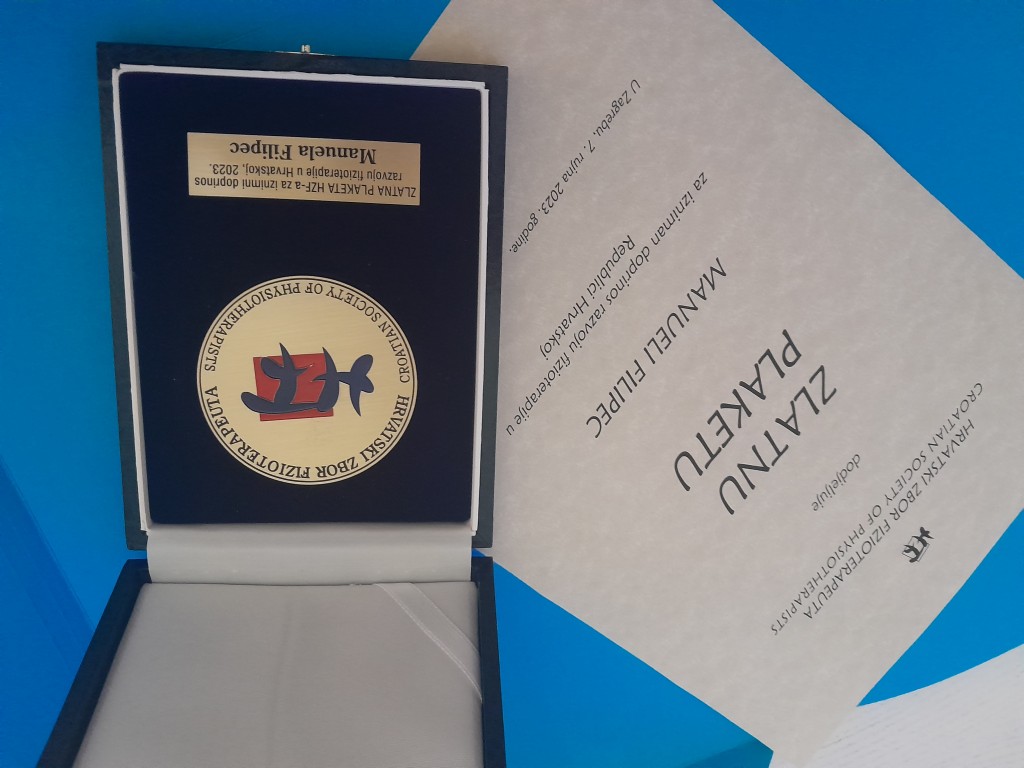 HRVATSKI ZBOR FIZIOTERAPEUTA
CROATIAN SOCIETY OF PHYSIOTHERAPISTS
ZLATNA PLAKETA HZF-a za iznimni doprinos
razvoju fizioterapije u Hrvatskoj, 2023.
Manuela Filipec
HRVATSKI ZBOR FIZIOTERAPEUTA
CROATIAN SOCIETY OF PHYSIOTHERAPISTS
dodjeljuje
ZLATNU
PLAKETU
MANUELI FILIPEC
za izniman doprinos razvoju fizioterapije u
Republici Hrvatskoj
U Zagrebu, 7. rujna 2023. godine.